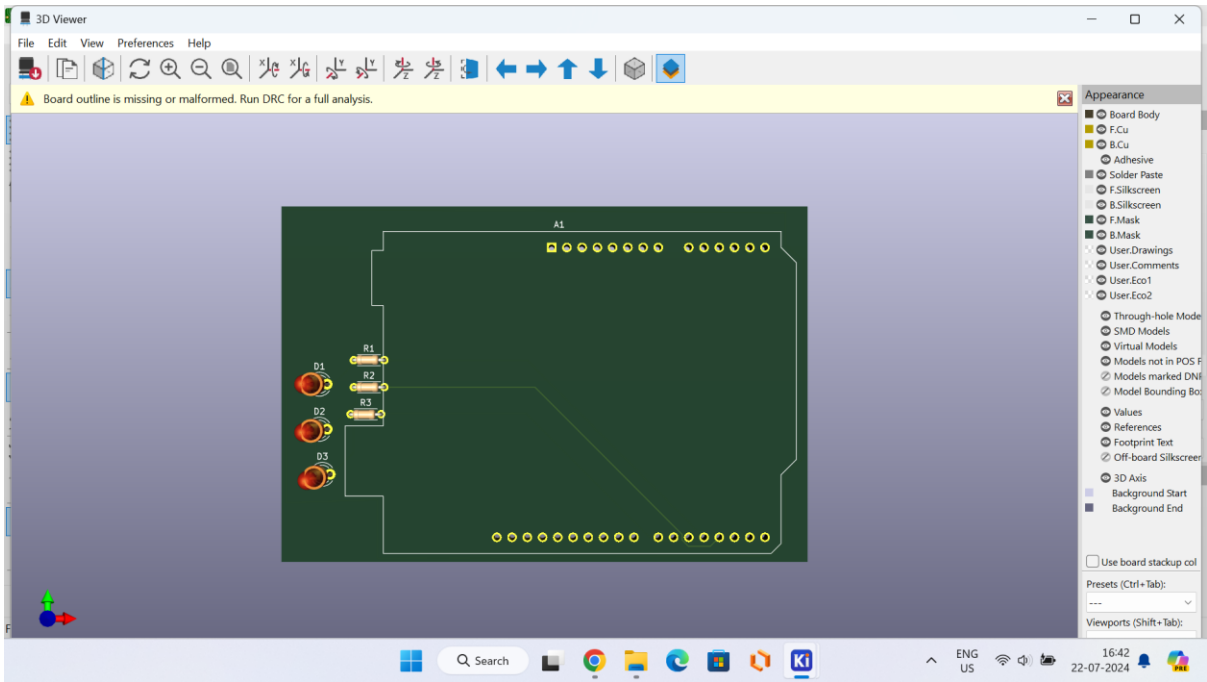 3D Viewer
File Edit View Preferences Help
Board outline is missing or malformed. Run DRC for a full analysis.
Appearance
Board Body
F.Cu
B.Cu
Adhesive
Solder Paste
F.Silkscreen
B.Silkscreen
F.Mask
B.Mask
User.Drawings
User.Comments
User.Eco1
User.Eco2
Through-hole Mode
SMD Models
Virtual Models
Models not in POS F
Models marked DNF
Model Bounding Bo
Values
References
Footprint Text
Off-board Silkscreer
3D Axis
Background Start
Background End
Use board stackup col
Presets (Ctrl+Tab):
---
Viewports (Shift+Tab):
A1
R1
D1
R2
R3
D2
D3
Search
Ki
ENG
US
16:42
22-07-2024
PRE